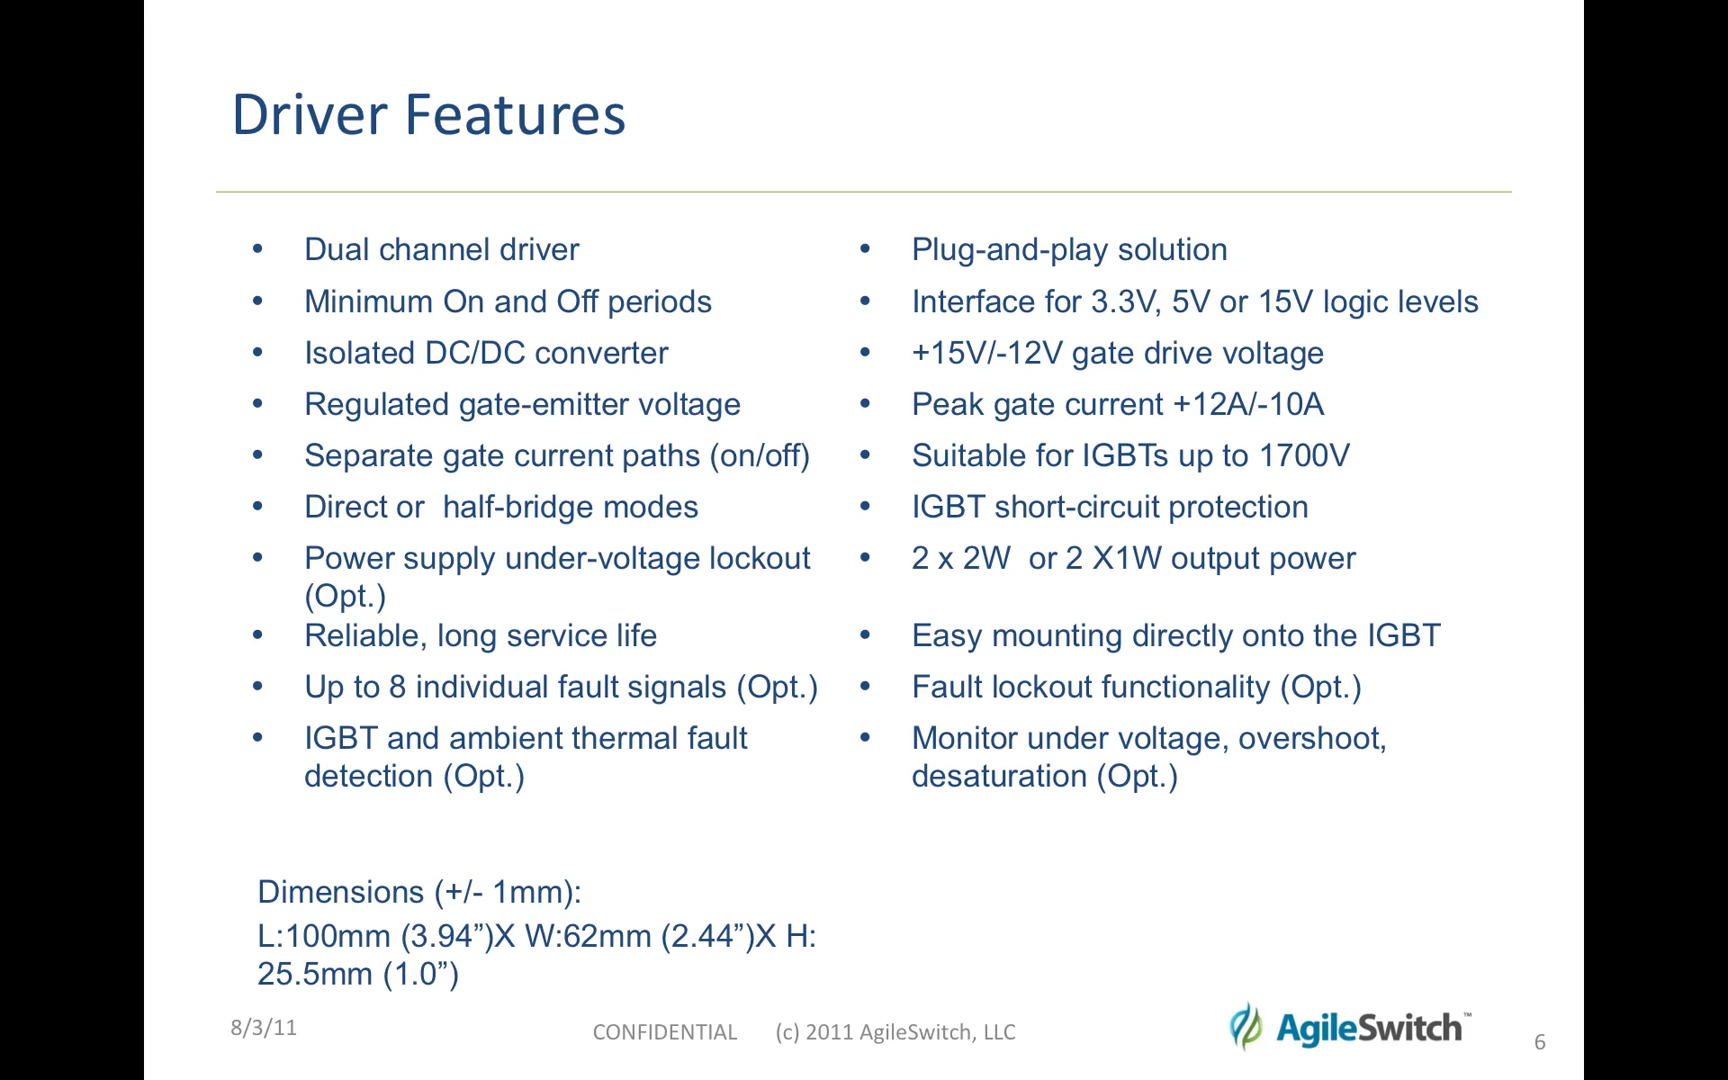 Driver Features
• Dual channel driver
• Minimum On and Off periods
• Isolated DC/DC converter
• Regulated gate-emitter voltage
• Separate gate current paths (on/off)
• Direct or  half-bridge modes
• Power supply under-voltage lockout
(Opt.)
• Reliable, long service life
• Up to 8 individual fault signals (Opt.)
• IGBT and ambient thermal fault
detection (Opt.)
• Plug-and-play solution
• Interface for 3.3V, 5V or 15V logic levels
• +15V/-12V gate drive voltage
• Peak gate current +12A/-10A
• Suitable for IGBTs up to 1700V
• IGBT short-circuit protection
• 2 x 2W  or 2 X1W output power
• Easy mounting directly onto the IGBT
• Fault lockout functionality (Opt.)
• Monitor under voltage, overshoot,
desaturation (Opt.)
Dimensions (+/- 1mm):
L:100mm (3.94”)X W:62mm (2.44”)X H:
25.5mm (1.0”)
8/3/11
CONFIDENTIAL (c) 2011 AgileSwitch, LLC
AgileSwitch™
6